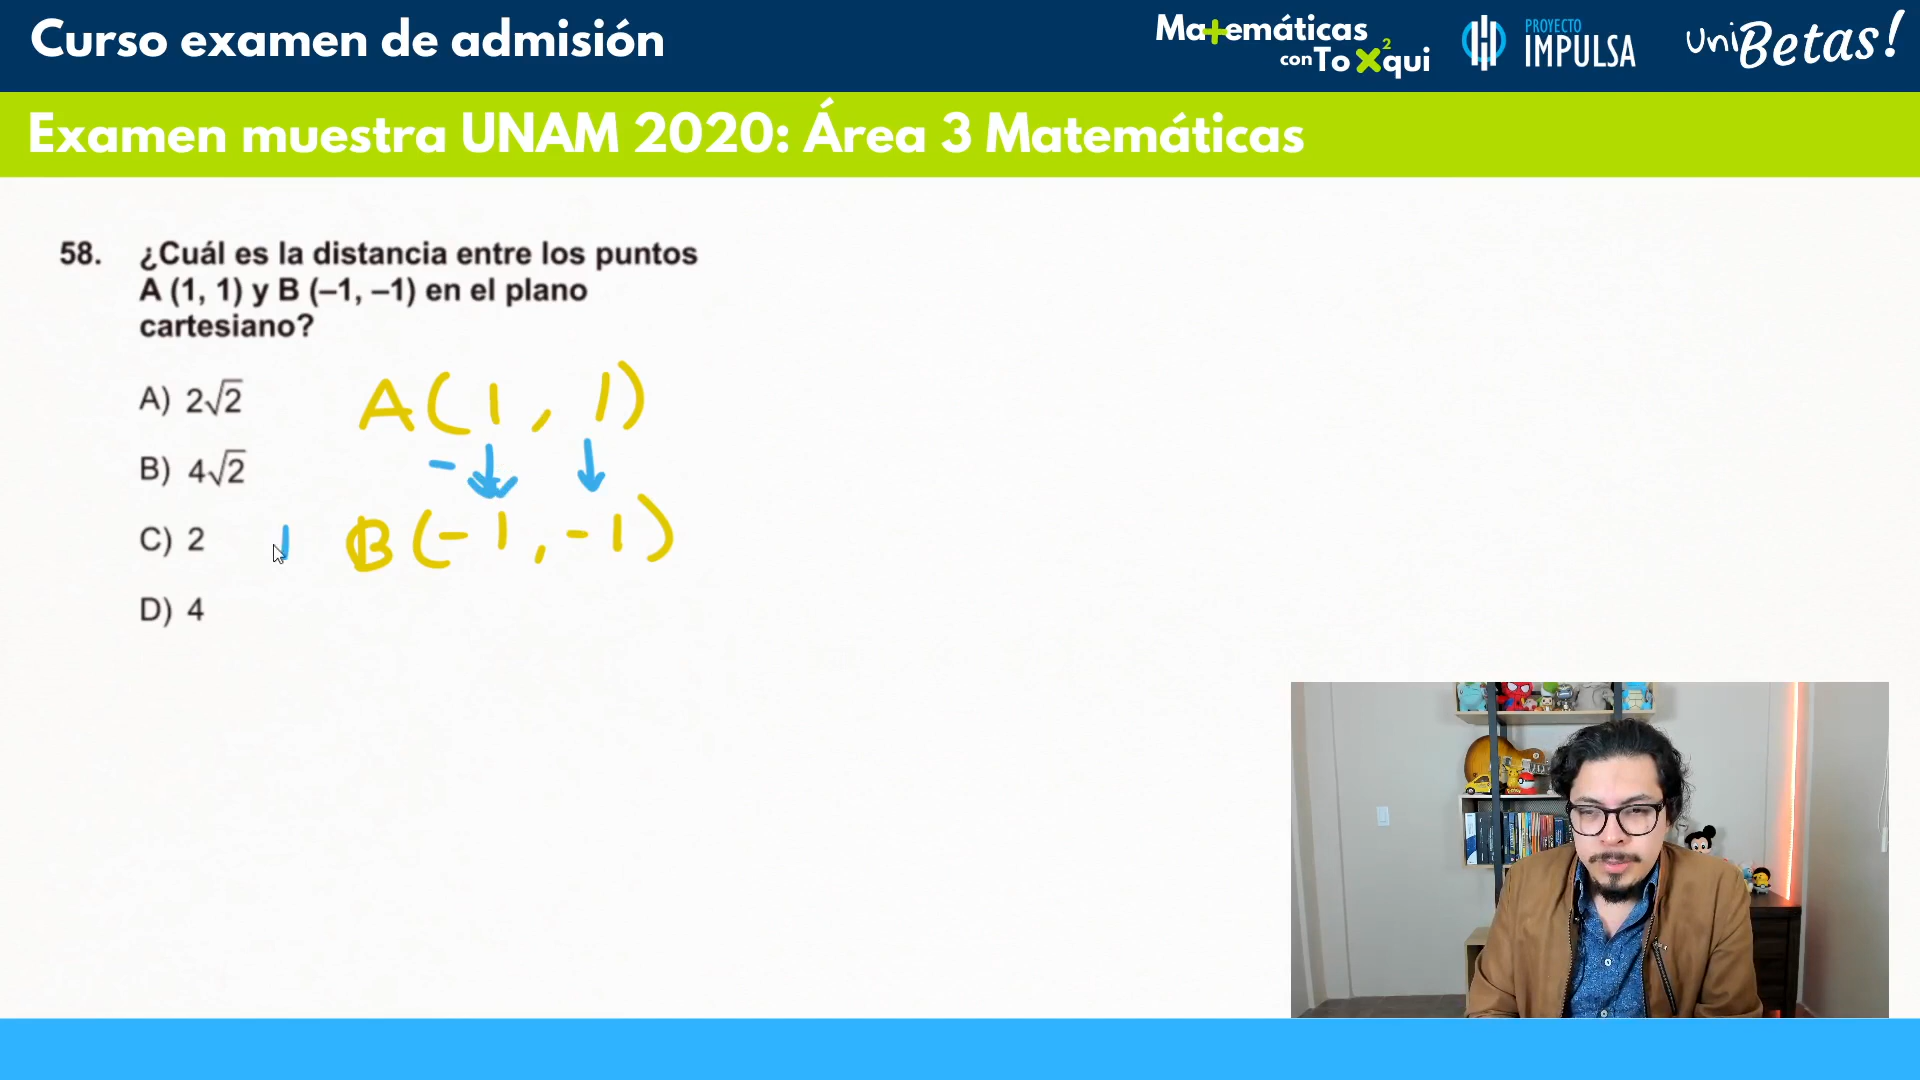 Curso examen de admisión
Matemáticas
con Toxqui
2
PROYECTO
IMPULSA
uniBetas!
Examen muestra UNAM 2020: Área 3 Matemáticas
58. ¿Cuál es la distancia entre los puntos
A (1, 1) y B (–1, –1) en el plano
cartesiano?
A) 2√2
A(1, 1)
B) 4√2
-
C) 2
1 B(-1, -1)
D) 4